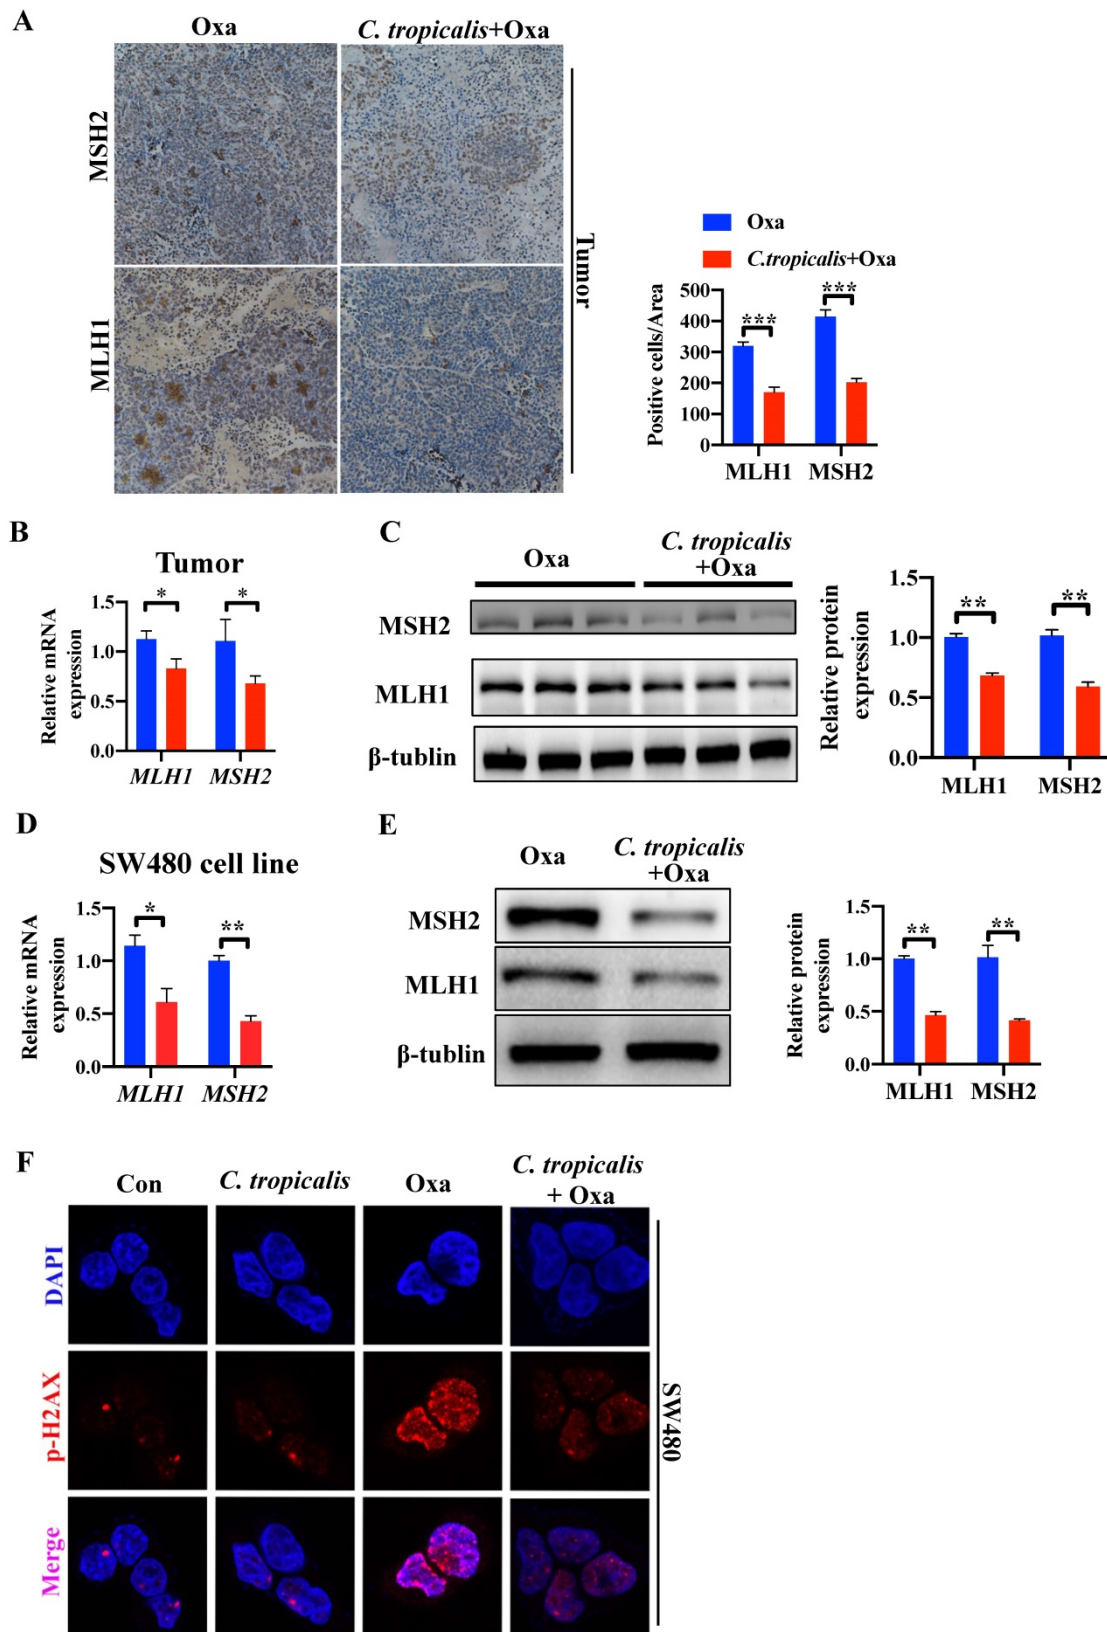 A
Oxa
C. tropicalis+Oxa
MSH2
MLH1
Tumor
Oxa
C.tropicalis+Oxa
Positive cells/Area
500
400
300
200
100
0
***
***
MLH1
MSH2
B
Tumor
Relative mRNA
expression
1.5
1.0
0.5
0.0
*
*
MLH1
MSH2
C
Oxa
C. tropicalis
+Oxa
MSH2
MLH1
β-tublin
Relative protein
expression
1.5
1.0
0.5
0.0
**
**
MLH1
MSH2
D
SW480 cell line
Relative mRNA
expression
1.5
1.0
0.5
0.0
*
**
MLH1
MSH2
E
Oxa
C. tropicalis
+Oxa
MSH2
MLH1
β-tublin
Relative protein
expression
1.5
1.0
0.5
0.0
**
**
MLH1
MSH2
F
Con
C. tropicalis
Oxa
C. tropicalis
+ Oxa
DAPI
p-H2AX
Merge
SW480